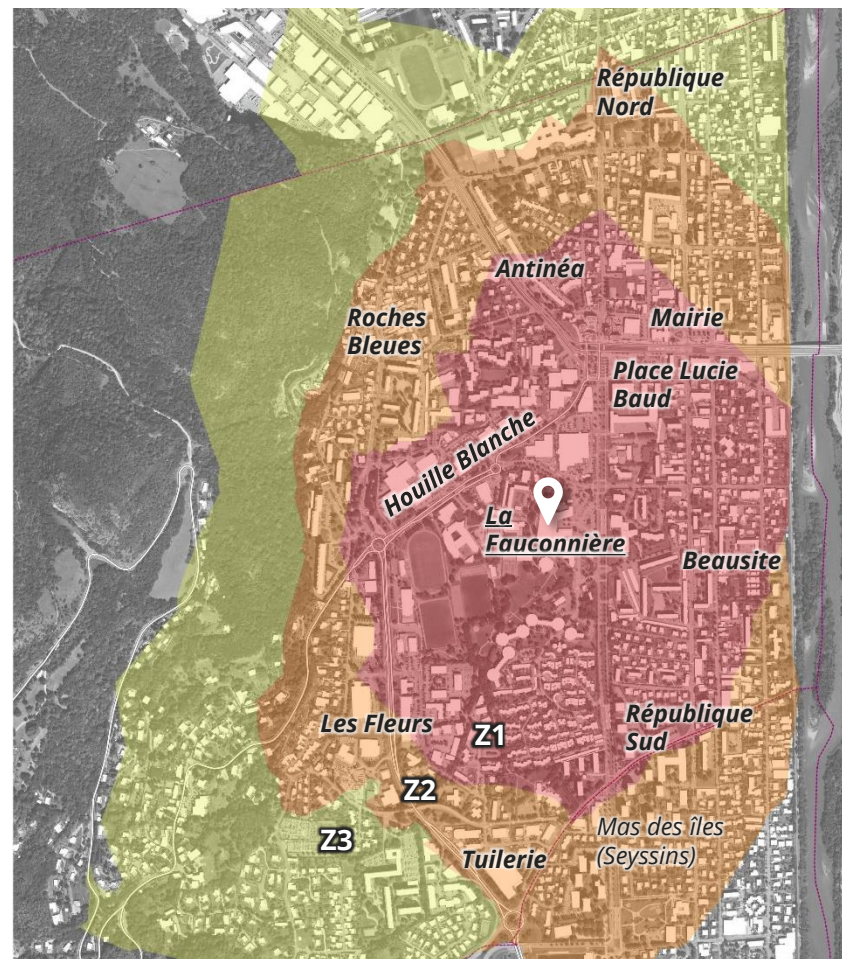 République
Nord
Antinéa
Roches
Bleues
Mairie
Place Lucie
Baud
Houille Blanche
La
Fauconnière
Beausite
Les Fleurs
Z1
République
Sud
Z2
Z3
Mas des îles
(Seyssins)
Tuilerie